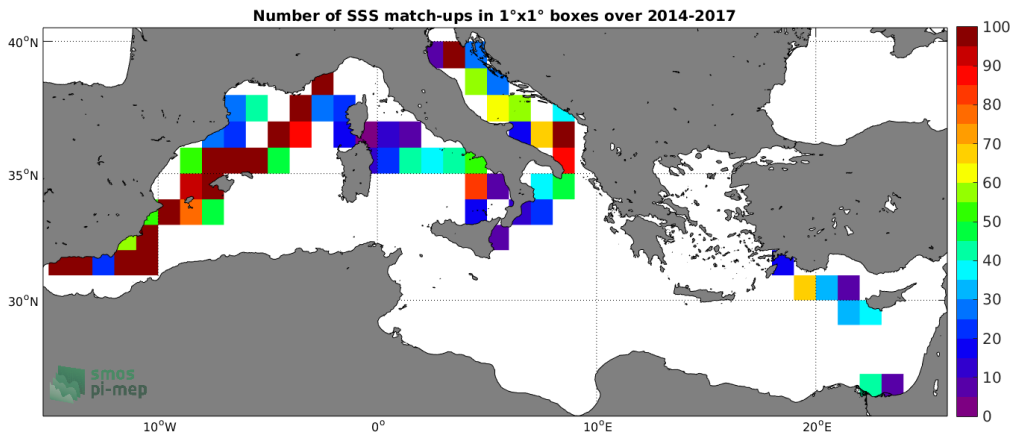 Number of SSS match-ups in 1°x1° boxes over 2014-2017
40°N
35°N
30°N
10°W
0°
10°E
20°E
100
90
80
70
60
50
40
30
20
10
0
smos
pi-mep